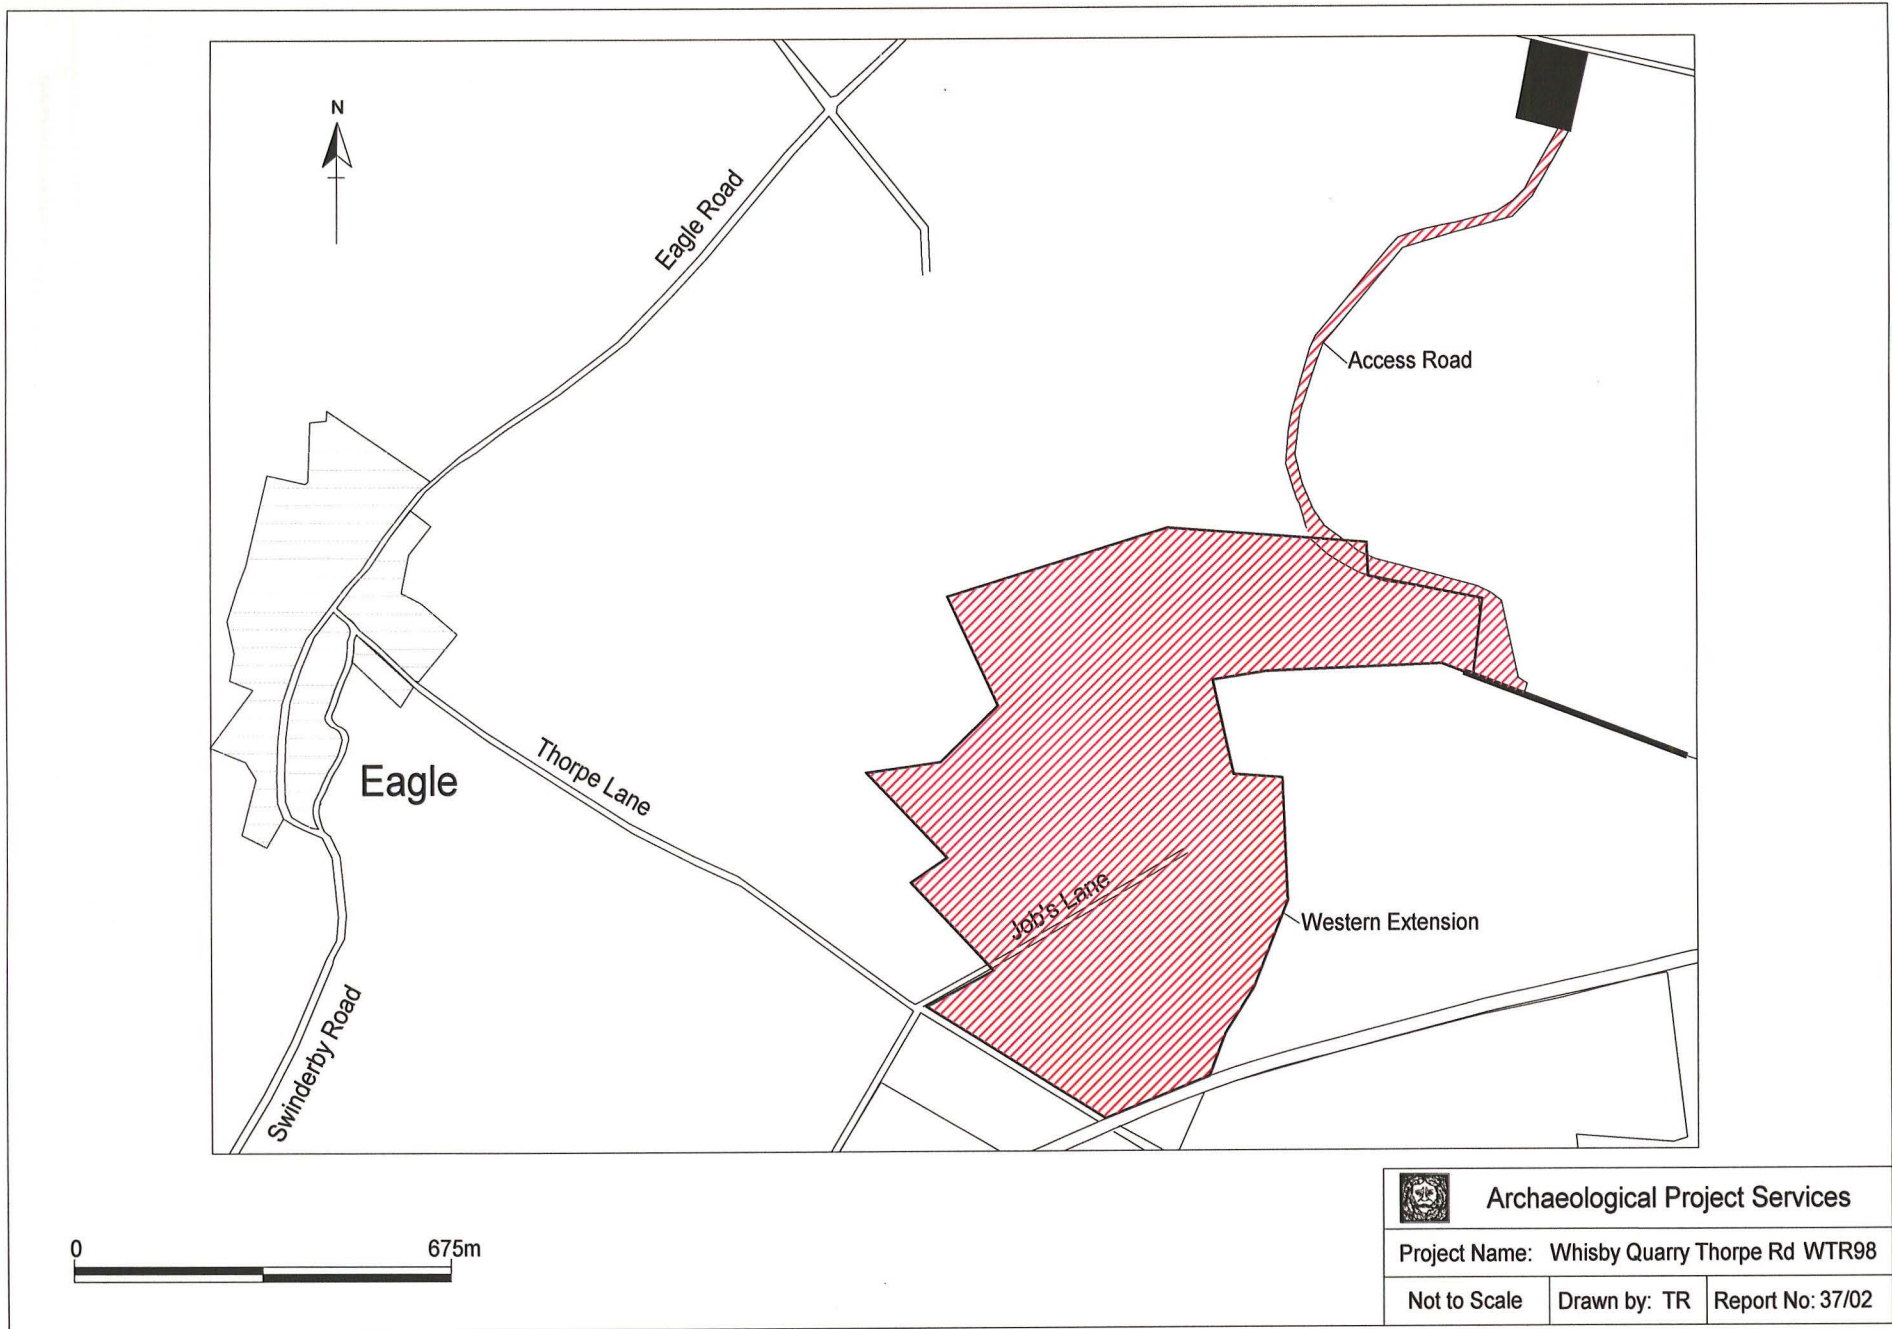 N
Eagle Road
Access Road
Thorpe Lane
Eagle
Job's Lane
Western Extension
Swinderby Road
0 675m
Archaeological Project Services
Project Name: Whisby Quarry Thorpe Rd WTR98
Not to Scale Drawn by: TR Report No: 37/02